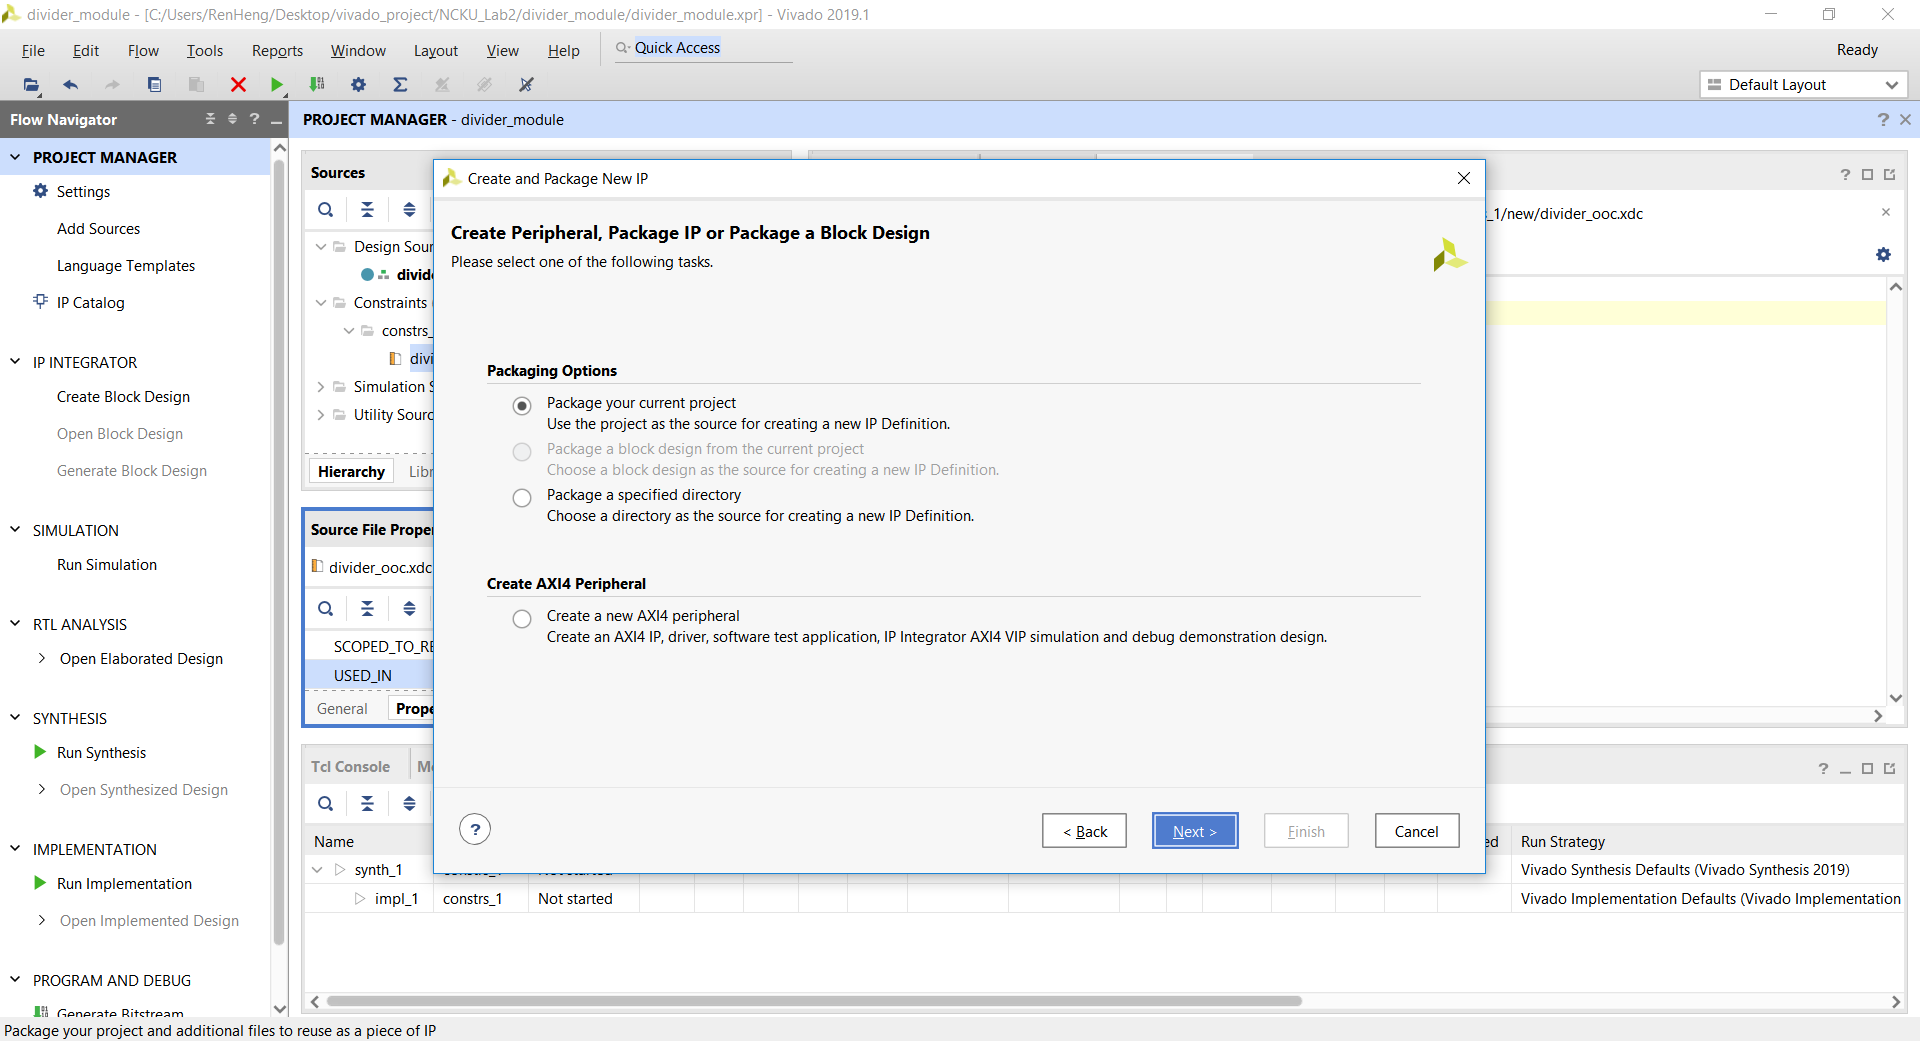 divider_module - [C:/Users/RenHeng/Desktop/vivado_project/NCKU_Lab2/divider_module/divider_module.xpr] - Vivado 2019.1
File Edit Flow Tools Reports Window Layout View Help Quick Access Ready
Default Layout
Flow Navigator
PROJECT MANAGER
Settings
Add Sources
Language Templates
IP Catalog
IP INTEGRATOR
Create Block Design
Open Block Design
Generate Block Design
SIMULATION
Run Simulation
RTL ANALYSIS
Open Elaborated Design
SYNTHESIS
Run Synthesis
Open Synthesized Design
IMPLEMENTATION
Run Implementation
Open Implemented Design
PROGRAM AND DEBUG
Generate Bitstream
PROJECT MANAGER - divider_module
Sources
Design Sour
divide
Constraints (
constrs_
divi
Simulation S
Utility Sourc
Hierarchy Libr
Source File Proper
divider_ooc.xdc
SCOPED_TO_RE
USED_IN
General Prope
_1/new/divider_ooc.xdc
Create and Package New IP
Create Peripheral, Package IP or Package a Block Design
Please select one of the following tasks.
Packaging Options
Package your current project
Use the project as the source for creating a new IP Definition.
Package a block design from the current project
Choose a block design as the source for creating a new IP Definition.
Package a specified directory
Choose a directory as the source for creating a new IP Definition.
Create AXI4 Peripheral
Create a new AXI4 peripheral
Create an AXI4 IP, driver, software test application, IP Integrator AXI4 VIP simulation and debug demonstration design.
? < Back Next > Finish Cancel
Tcl Console Me
Name ed Run Strategy
synth_1 constrs_1 Not started Vivado Synthesis Defaults (Vivado Synthesis 2019)
impl_1 constrs_1 Not started Vivado Implementation Defaults (Vivado Implementation
Package your project and additional files to reuse as a piece of IP